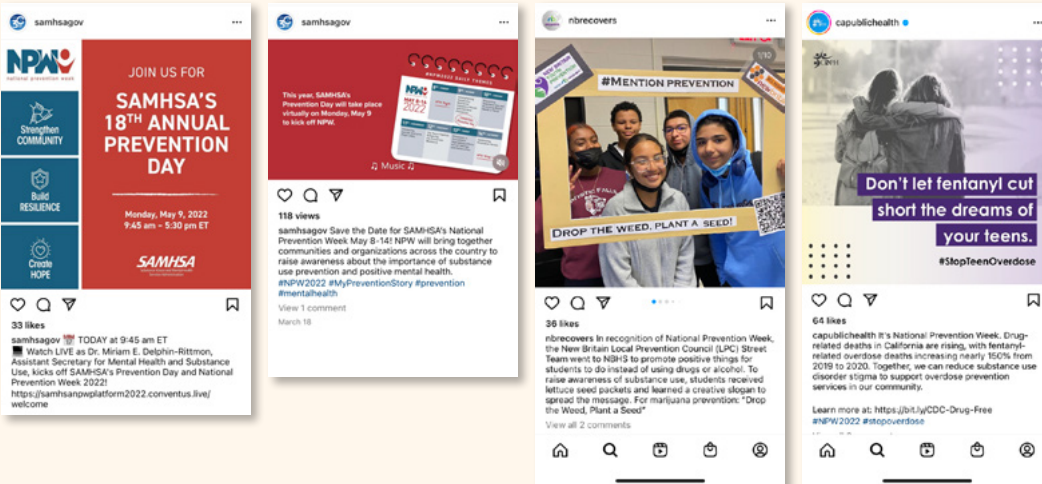 samhsagov
NPW
national prevention week
Strengthen
COMMUNITY
Build
RESILIENCE
Create
HOPE
JOIN US FOR
SAMHSA'S
18TH ANNUAL
PREVENTION
DAY
Monday, May 9, 2022
9:45 am – 5:30 pm ET
SAMHSA
33 likes
samhsagov TODAY at 9:45 am ET
Watch LIVE as Dr. Miriam E. Delphin-Rittmon,
Assistant Secretary for Mental Health and Substance
Use, kicks off SAMHSA's Prevention Day and National
Prevention Week 2022!
https://samhsanpwplatform2022.conventus.live/
welcome
samhsagov
#NPW2022 DAILY THEMES
This year, SAMHSA's
Prevention Day will take place
virtually on Monday, May 9
to kick off NPW.
NPW
MAY 8-14
2022
♫ Music ♫
118 views
samhsagov Save the Date for SAMHSA's National
Prevention Week May 8-14! NPW will bring together
communities and organizations across the country to
raise awareness about the importance of substance
use prevention and positive mental health.
#NPW2022 #MyPreventionStory #prevention
#mentalhealth
View 1 comment
March 18
nbrecovers
1/10
#MENTION PREVENTION
DROP THE WEED, PLANT A SEED!
36 likes
nbrecovers In recognition of National Prevention Week,
the New Britain Local Prevention Council (LPC) Street
Team went to NBHS to promote positive things for
students to do instead of using drugs or alcohol. To
raise awareness of substance use, students received
lettuce seed packets and learned a creative slogan to
spread the message. For marijuana prevention: "Drop
the Weed, Plant a Seed"
View all 2 comments
capublichealth
Don't let fentanyl cut
short the dreams of
your teens.
#StopTeenOverdose
64 likes
capublichealth It's National Prevention Week. Drug-
related deaths in California are rising, with fentanyl-
related overdose deaths increasing nearly 150% from
2019 to 2020. Together, we can reduce substance use
disorder stigma to support overdose prevention
services in our community.
Learn more at: https://bit.ly/CDC-Drug-Free
#NPW2022 #stopoverdose